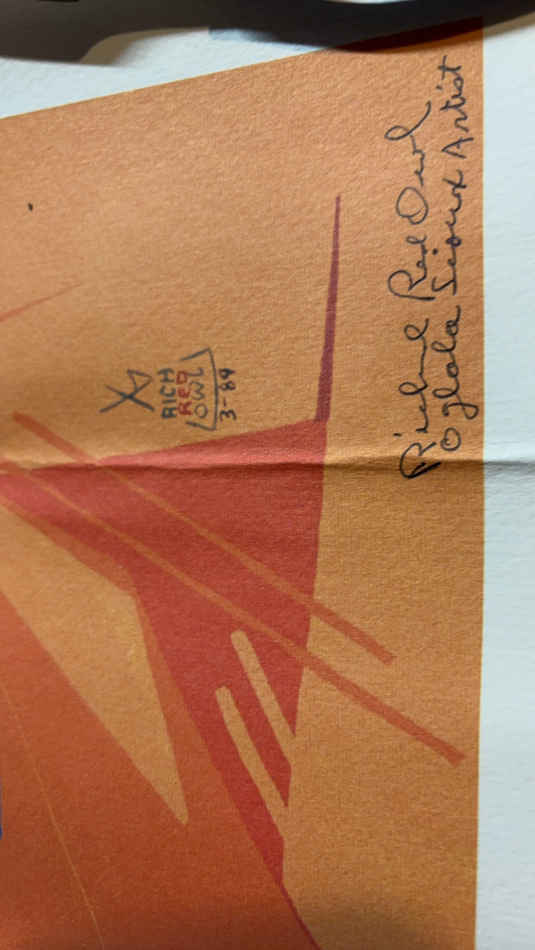 Richard Red Owl
Oglala Sioux Artist
RICH
RED
OWL
3-89